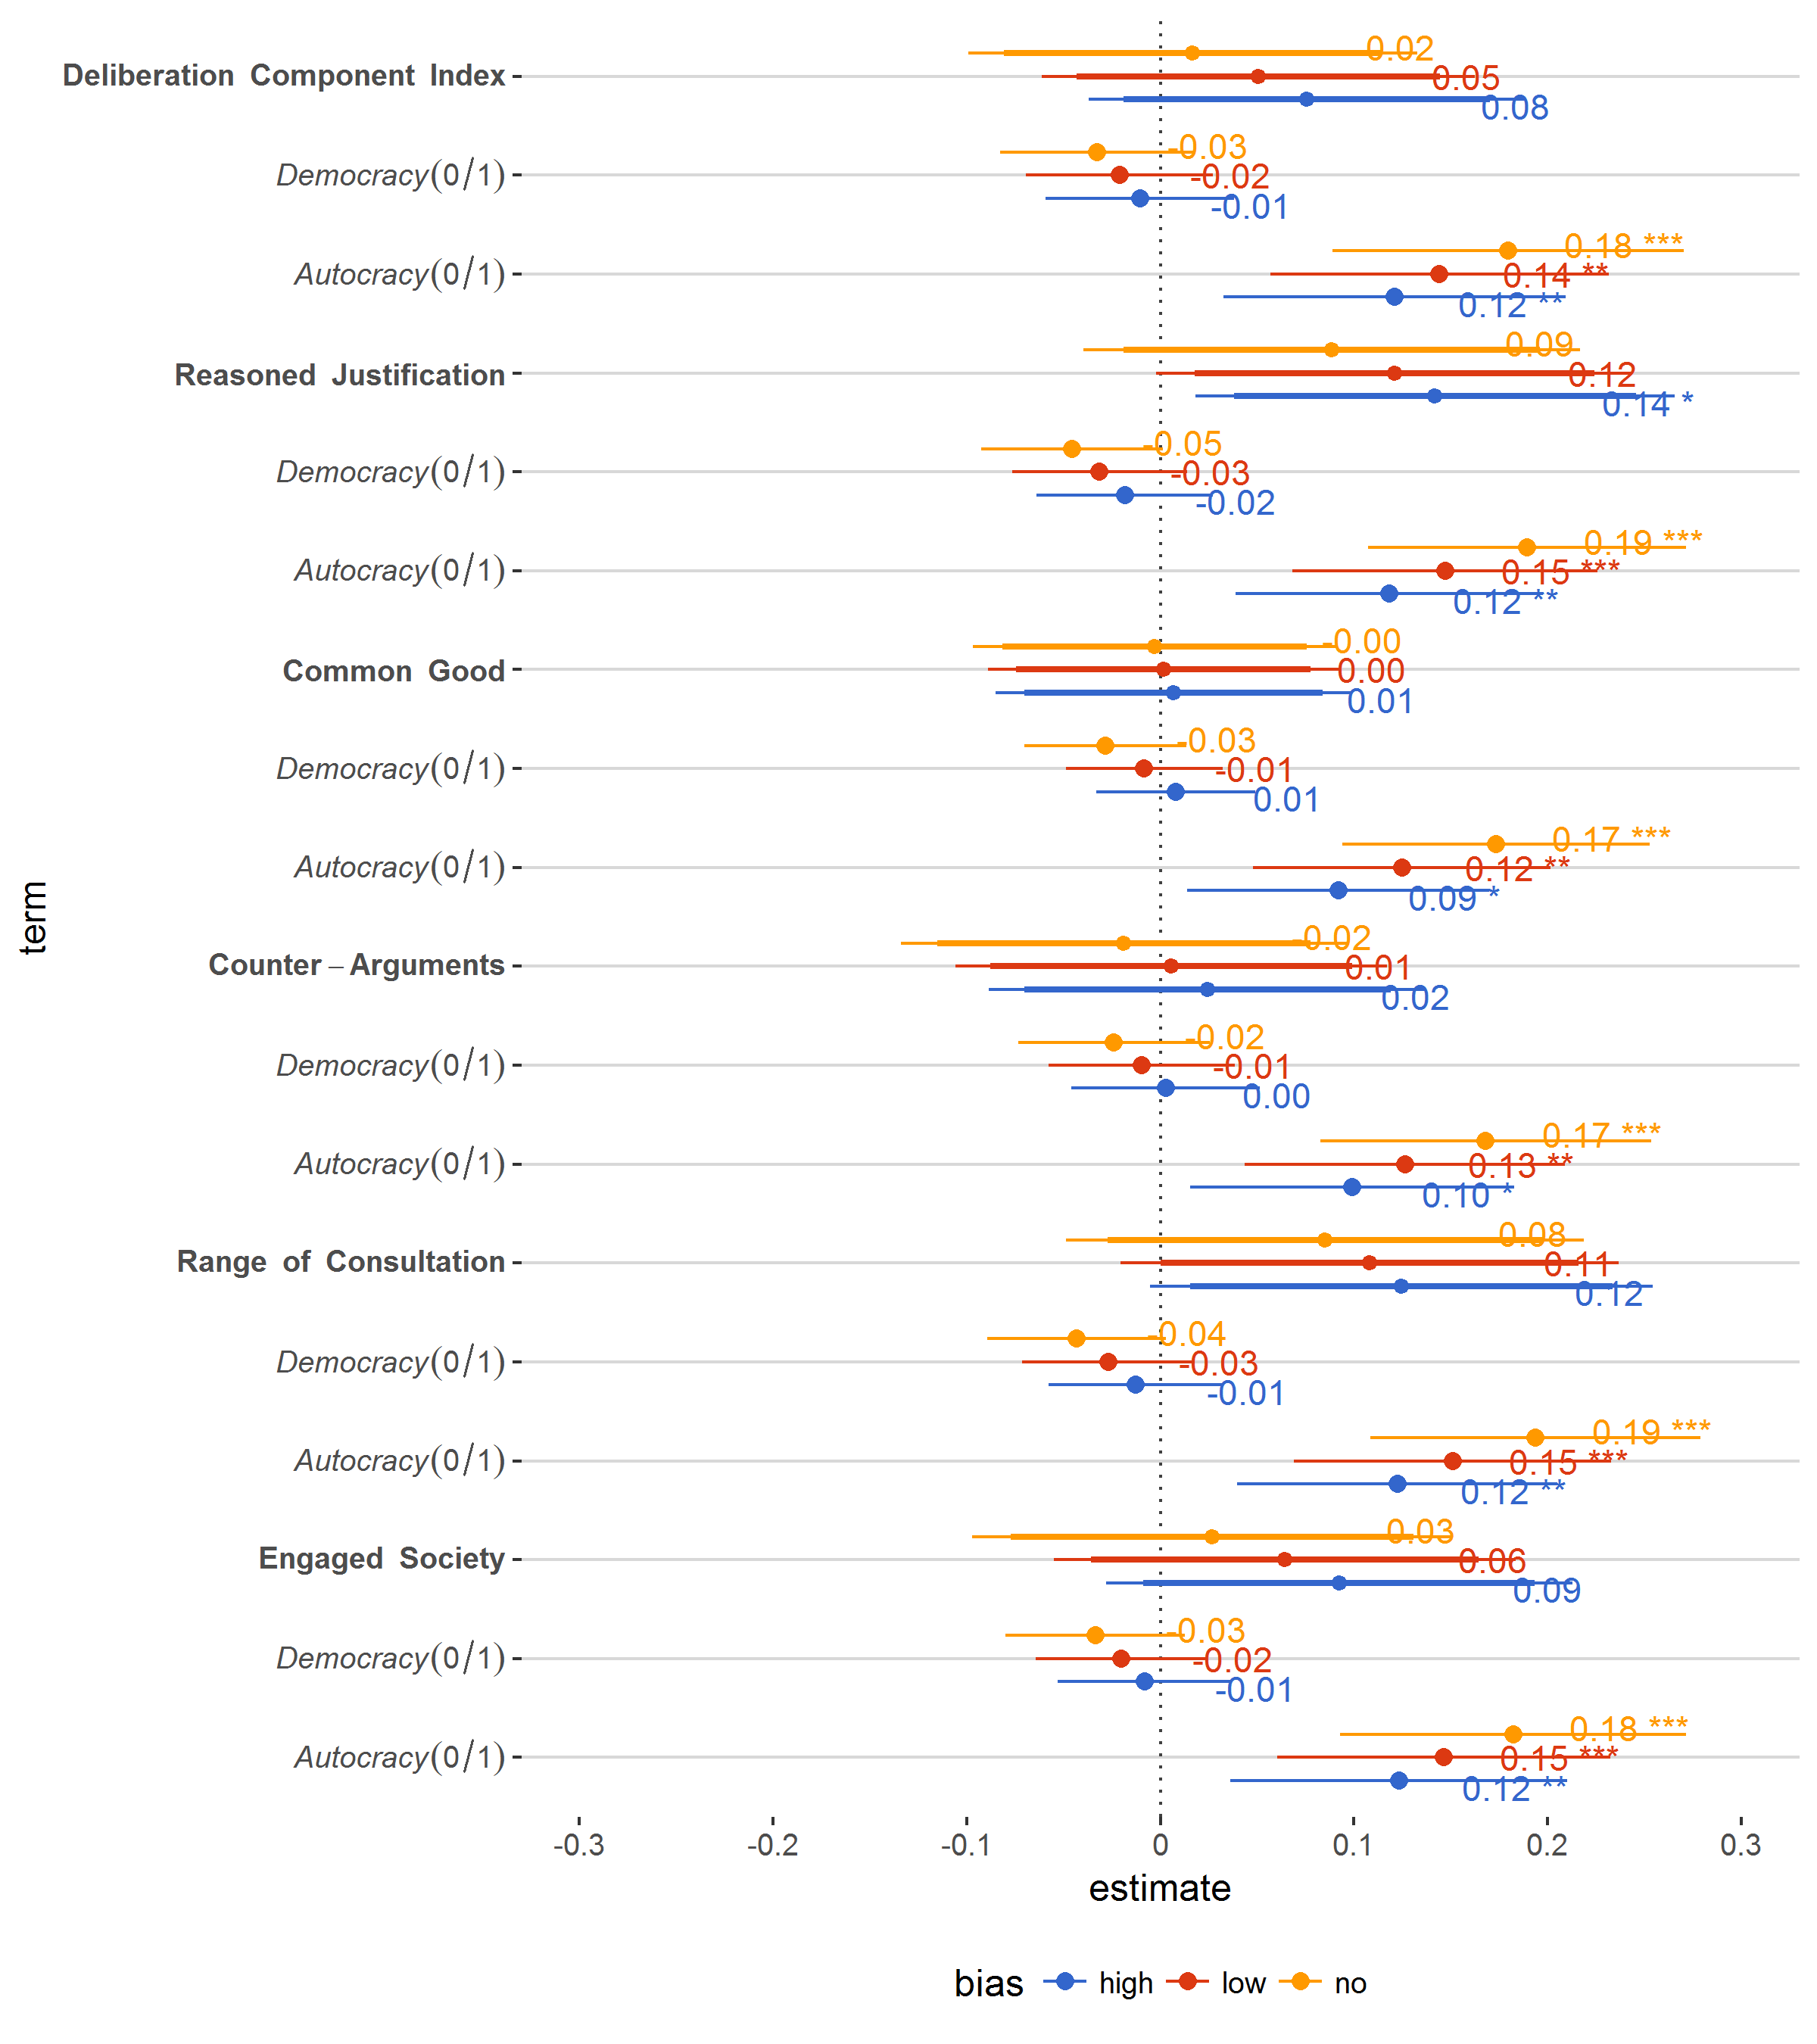 0.02
Deliberation Component Index
0.05
0.08
-0.03
Democracy(0/1)
-0.02
-0.01
0.18 ***
Autocracy(0/1)
0.14 **
0.12 **
0.09
Reasoned Justification
0.12
0.14 *
-0.05
Democracy(0/1)
-0.03
-0.02
0.19 ***
Autocracy(0/1)
0.15 ***
0.12 **
-0.00
Common Good
0.00
0.01
-0.03
Democracy(0/1)
-0.01
0.01
0.17 ***
Autocracy(0/1)
0.12 **
0.09 *
term
-0.02
Counter–Arguments
0.01
0.02
-0.02
Democracy(0/1)
-0.01
0.00
0.17 ***
Autocracy(0/1)
0.13 **
0.10 *
0.08
Range of Consultation
0.11
0.12
-0.04
Democracy(0/1)
-0.03
-0.01
0.19 ***
Autocracy(0/1)
0.15 ***
0.12 **
0.03
Engaged Society
0.06
0.09
-0.03
Democracy(0/1)
-0.02
-0.01
0.18 ***
Autocracy(0/1)
0.15 ***
0.12 **
-0.3 -0.2 -0.1 0 0.1 0.2 0.3
estimate
bias high low no